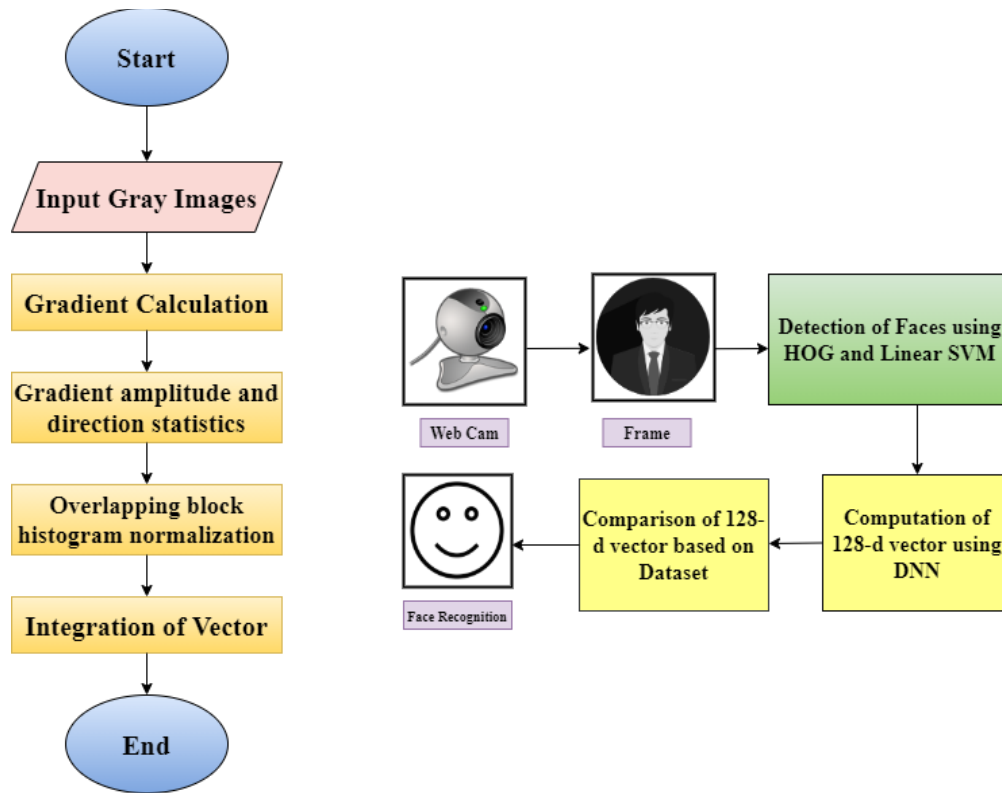 Start
Input Gray Images
Gradient Calculation
Gradient amplitude and
direction statistics
Overlapping block
histogram normalization
Integration of Vector
End
Web Cam
Frame
Detection of Faces using
HOG and Linear SVM
Computation of
128-d vector using
DNN
Comparison of 128-
d vector based on
Dataset
Face Recognition